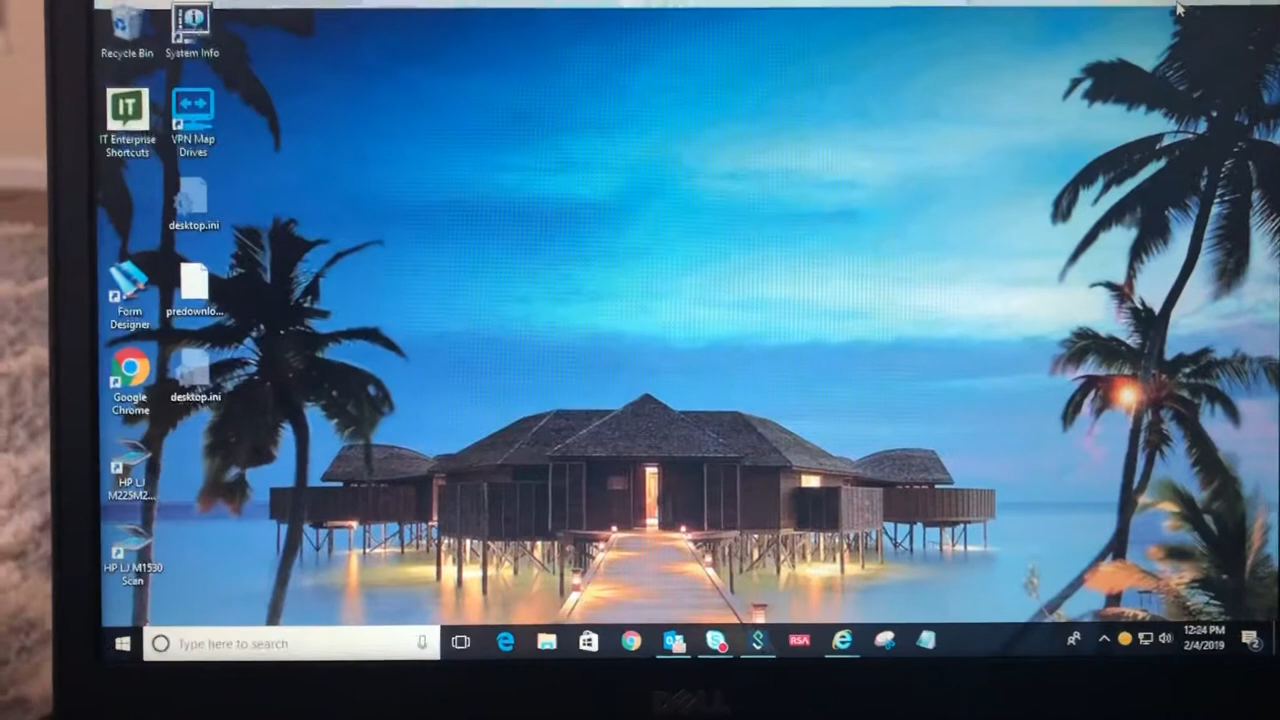 Recycle Bin
System Info
IT
IT Enterprise
Shortcuts
VPN Map
Drives
desktop.ini
Form
Designer
predownlo...
Google
Chrome
desktop.ini
HP LJ
M225M2...
HP LJ M1530
Scan
Type here to search
RSA
12:24 PM
2/4/2019
2
DELL